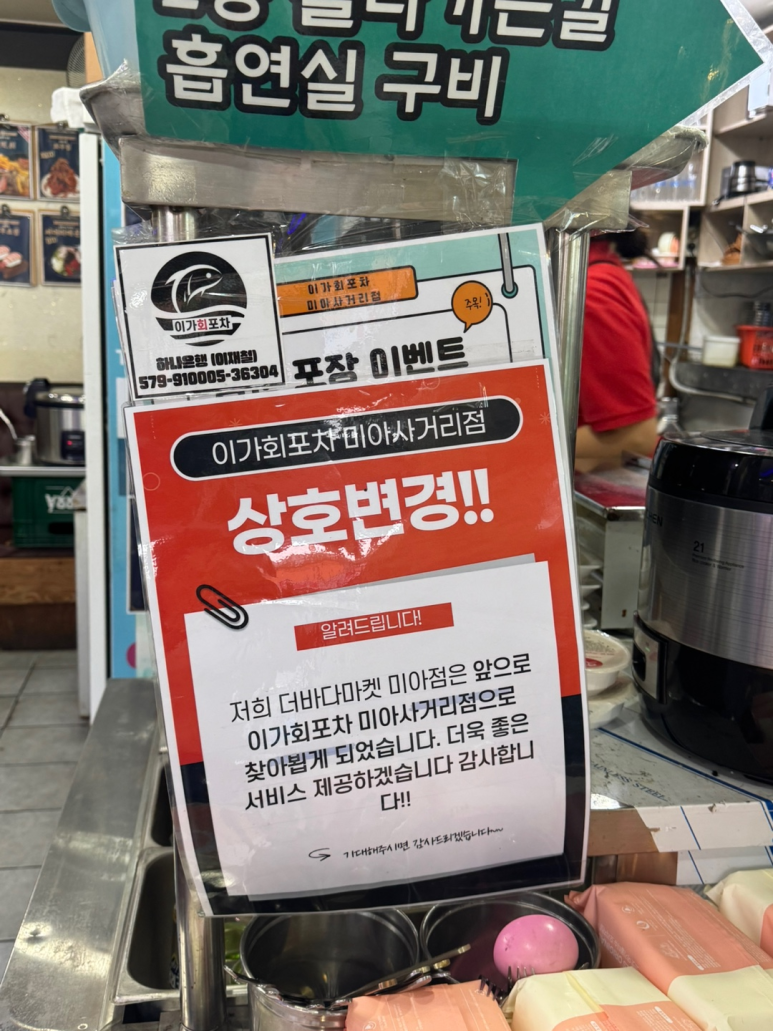 흡연실 구비
이가회포차
하나은행 (이재철)
579-910005-36304
이가회포차
미아사거리점
주목!
포장 이벤트
이가회포차 미아사거리점
상호변경!!
알려드립니다!
저희 더바다마켓 미아점은 앞으로
이가회포차 미아사거리점으로
찾아뵙게 되었습니다. 더욱 좋은
서비스 제공하겠습니다 감사합니
다!!
기대해주시면 감사드리겠습니다~~
21